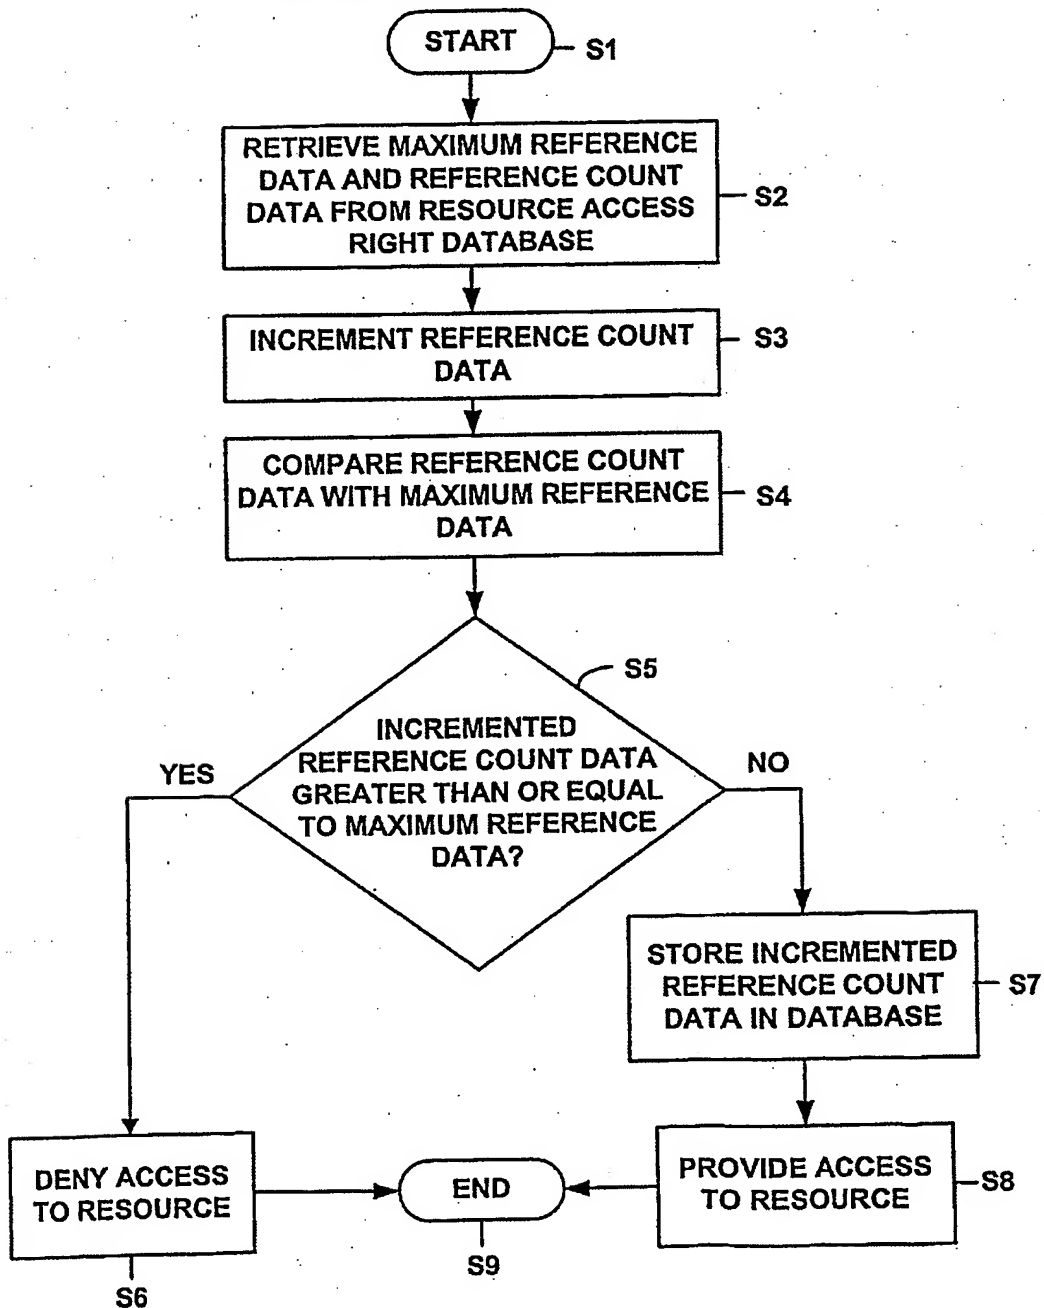 START
S1
RETRIEVE MAXIMUM REFERENCE
DATA AND REFERENCE COUNT
DATA FROM RESOURCE ACCESS
RIGHT DATABASE
S2
INCREMENT REFERENCE COUNT
DATA
S3
COMPARE REFERENCE COUNT
DATA WITH MAXIMUM REFERENCE
DATA
S4
S5
INCREMENTED
REFERENCE COUNT DATA
GREATER THAN OR EQUAL
TO MAXIMUM REFERENCE
DATA?
YES
NO
STORE INCREMENTED
REFERENCE COUNT
DATA IN DATABASE
S7
DENY ACCESS
TO RESOURCE
S6
END
S9
PROVIDE ACCESS
TO RESOURCE
S8